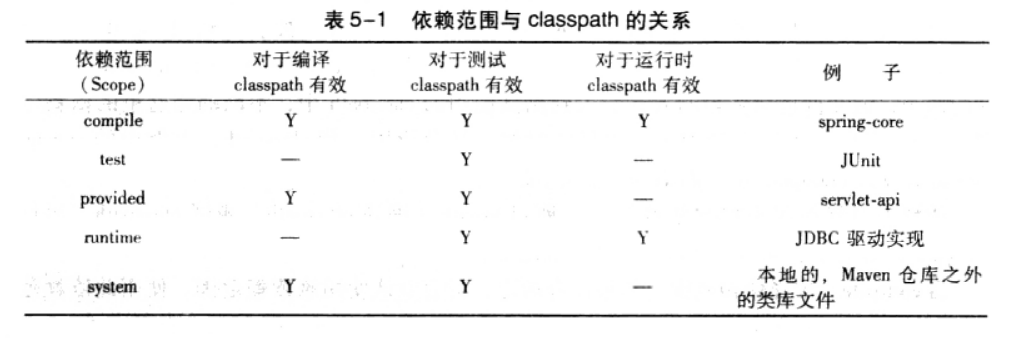 表 5-1 依赖范围与 classpath 的关系
依赖范围 对于编译 对于测试 对于运行时 例 子
(Scope) classpath 有效 classpath 有效 classpath 有效
compile Y Y Y spring-core
test — Y — JUnit
provided Y Y — servlet-api
runtime — Y Y JDBC 驱动实现
system Y Y — 本地的，Maven 仓库之外
的类库文件